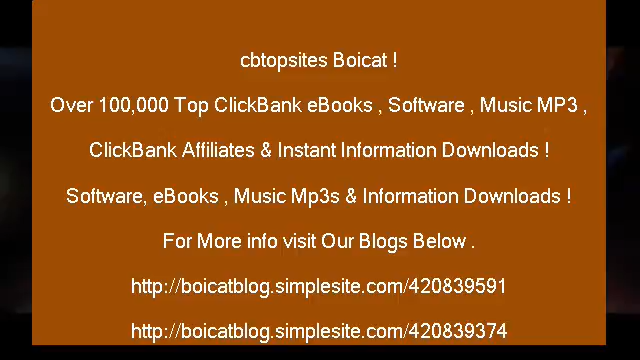 cbtopsites Boicat !
Over 100,000 Top ClickBank eBooks , Software , Music MP3 ,
ClickBank Affiliates & Instant Information Downloads !
Software, eBooks , Music Mp3s & Information Downloads !
For More info visit Our Blogs Below .
http://boicatblog.simplesite.com/420839591
http://boicatblog.simplesite.com/420839374